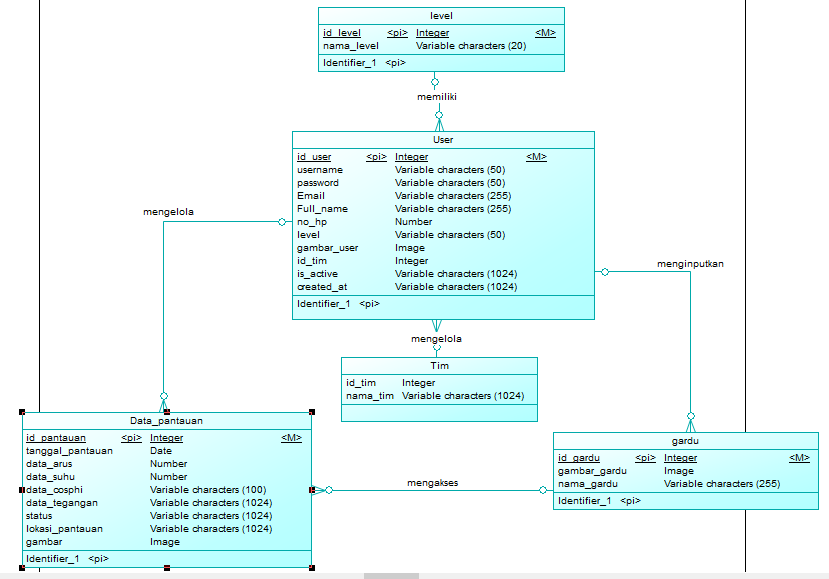 level
id_level <pi> Integer <M>
nama_level Variable characters (20)
Identifier_1 <pi>
memiliki
User
id_user <pi> Integer <M>
username Variable characters (50)
password Variable characters (50)
Email Variable characters (255)
Full_name Variable characters (255)
no_hp Number
level Variable characters (50)
gambar_user Image
id_tim Integer
is_active Variable characters (1024)
created_at Variable characters (1024)
Identifier_1 <pi>
mengelola
menginputkan
mengelola
Tim
id_tim Integer
nama_tim Variable characters (1024)
Data_pantauan
id_pantauan <pi> Integer <M>
tanggal_pantauan Date
data_arus Number
data_suhu Number
data_cosphi Variable characters (100)
data_tegangan Variable characters (1024)
status Variable characters (1024)
lokasi_pantauan Variable characters (1024)
gambar Image
Identifier_1 <pi>
mengakses
gardu
id_gardu <pi> Integer <M>
gambar_gardu Image
nama_gardu Variable characters (255)
Identifier_1 <pi>